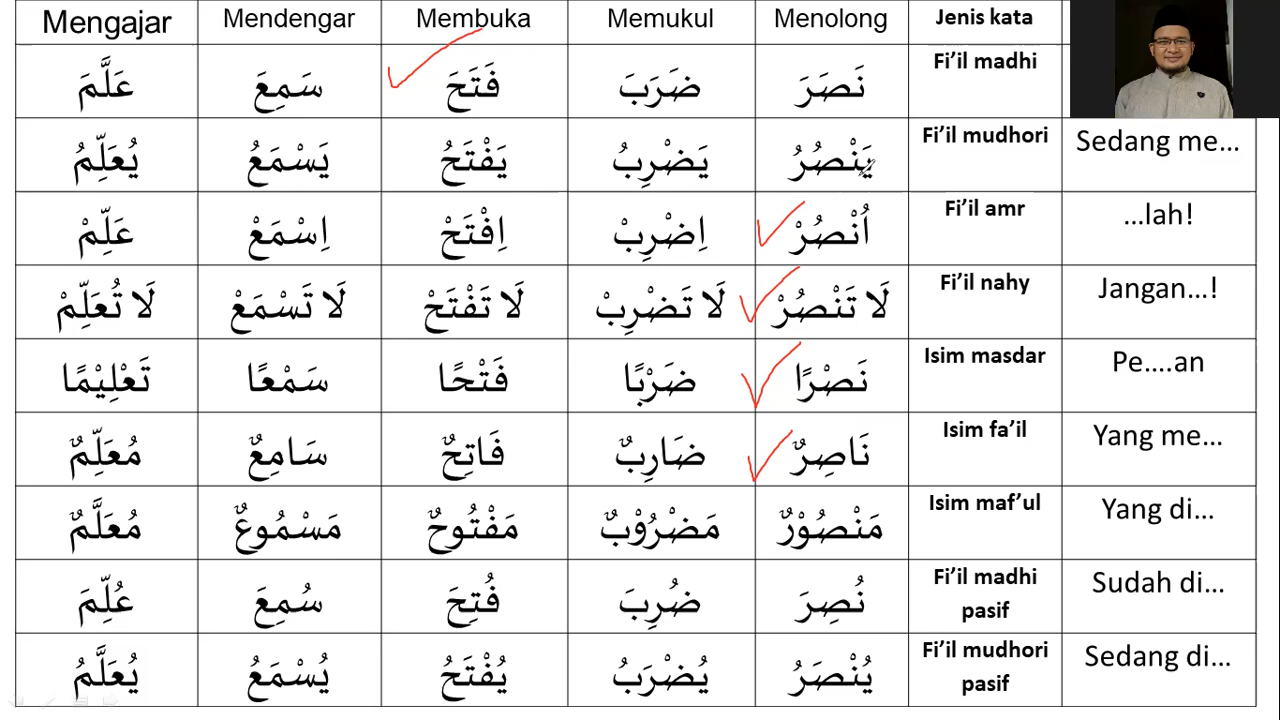 Mengajar Mendengar Membuka Memukul Menolong Jenis kata
عَلَّمَ سَمِعَ فَتَحَ ضَرَبَ نَصَرَ Fi’il madhi
يُعَلِّمُ يَسْمَعُ يَفْتَحُ يَضْرِبُ يَنْصُرُ Fi’il mudhori Sedang me...
عَلِّمْ اِسْمَعْ اِفْتَحْ اِضْرِبْ اُنْصُرْ Fi’il amr ...lah!
لَا تُعَلِّمْ لَا تَسْمَعْ لَا تَفْتَحْ لَا تَضْرِبْ لَا تَنْصُرْ Fi’il nahy Jangan...!
تَعْلِيْمًا سَمْعًا فَتْحًا ضَرْبًا نَصْرًا Isim masdar Pe....an
مُعَلِّمٌ سَامِعٌ فَاتِحٌ ضَارِبٌ نَاصِرٌ Isim fa’il Yang me...
مُعَلَّمٌ مَسْمُوعٌ مَفْتُوحٌ مَضْرُوْبٌ مَنْصُوْرٌ Isim maf’ul Yang di...
عُلِّمَ سُمِعَ فُتِحَ ضُرِبَ نُصِرَ Fi’il madhi pasif Sudah di...
يُعَلَّمُ يُسْمَعُ يُفْتَحُ يُضْرَبُ يُنْصَرُ Fi’il mudhori pasif Sedang di...